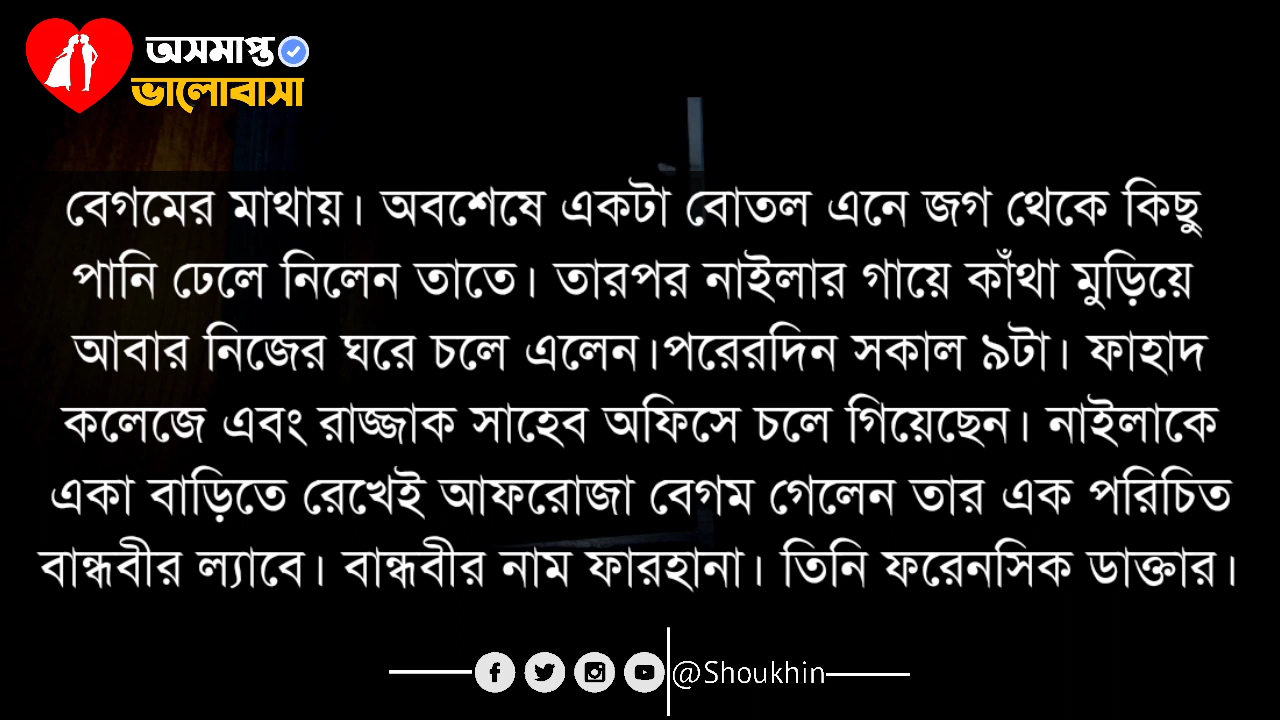 অসমাপ্ত
ভালোবাসা
বেগমের মাথায়। অবশেষে একটা বোতল এনে জগ থেকে কিছু
পানি ঢেলে নিলেন তাতে। তারপর নাইলার গায়ে কাঁথা মুড়িয়ে
আবার নিজের ঘরে চলে এলেন।পরেরদিন সকাল ৯টা। ফাহাদ
কলেজে এবং রাজ্জাক সাহেব অফিসে চলে গিয়েছেন। নাইলাকে
একা বাড়িতে রেখেই আফরোজা বেগম গেলেন তার এক পরিচিত
বান্ধবীর ল্যাবে। বান্ধবীর নাম ফারহানা। তিনি ফরেনসিক ডাক্তার।
@Shoukhin